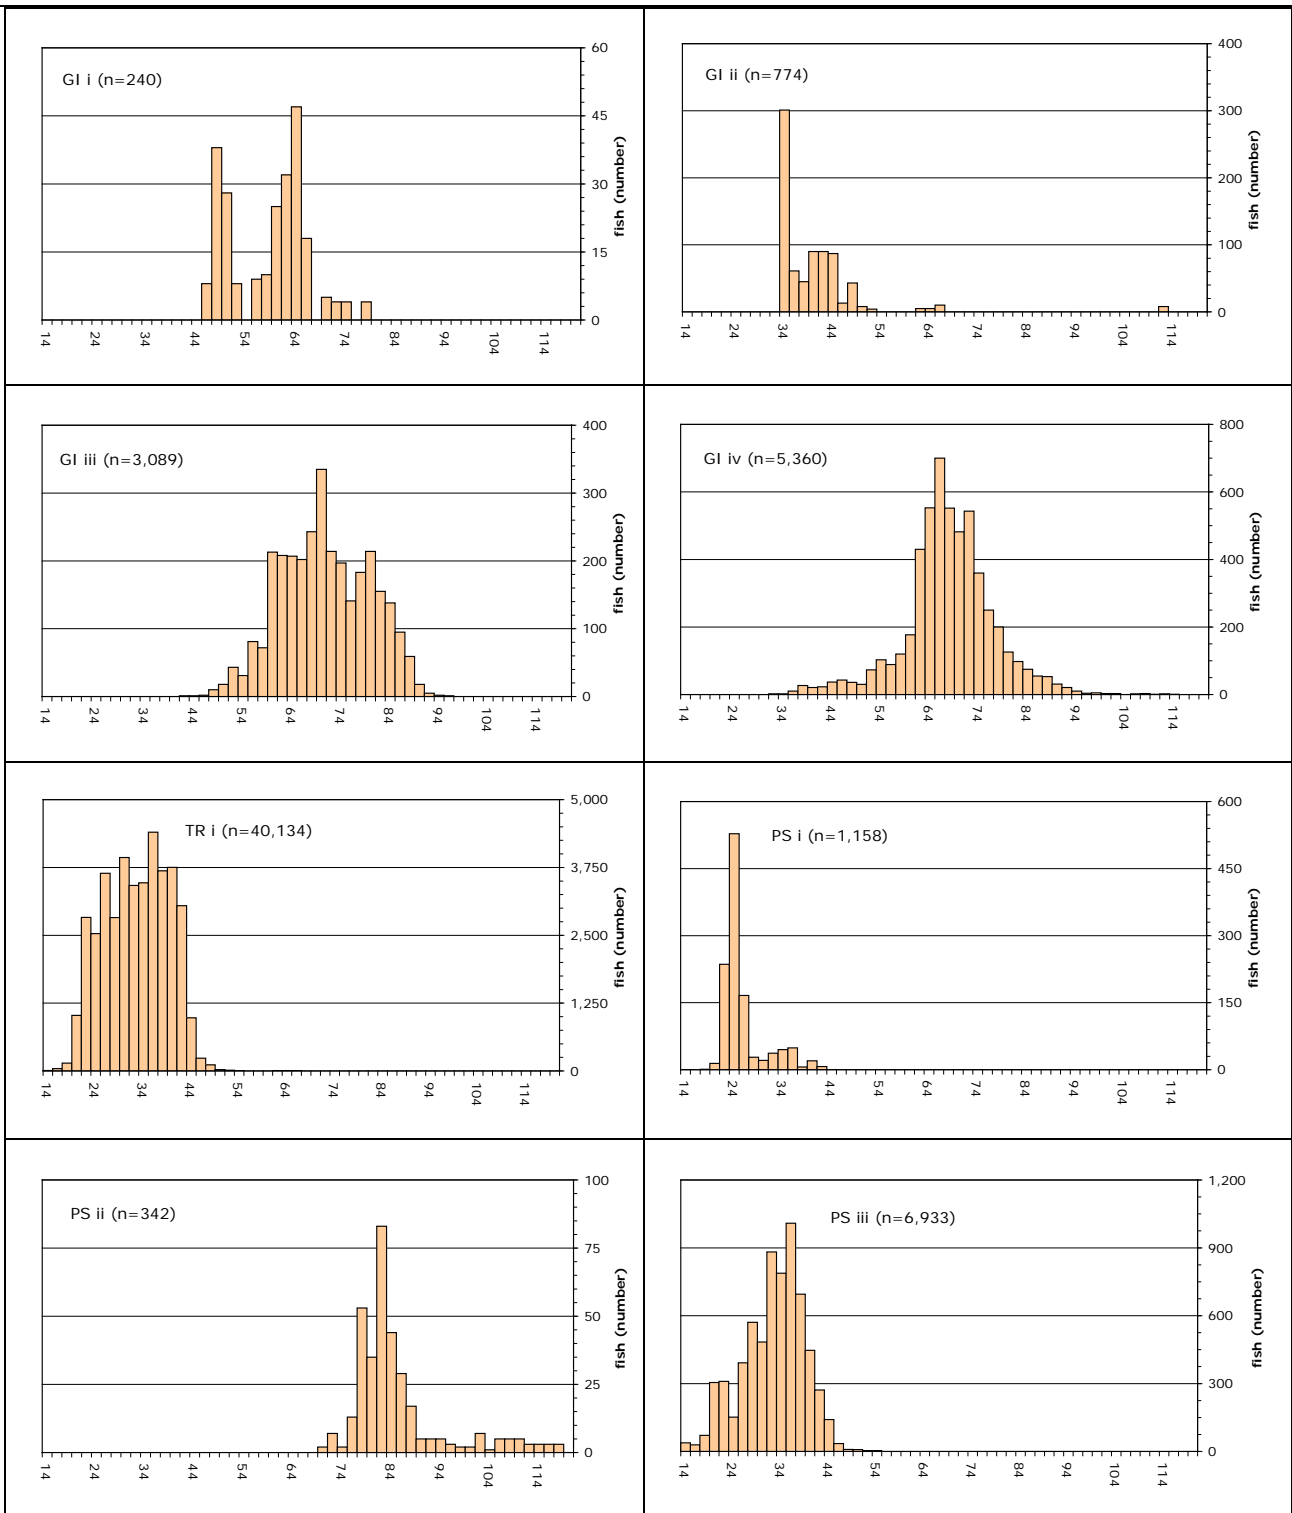 GI i (n=240)
60
45
30
15
0
fish (number)
14 24 34 44 54 64 74 84 94 104 114
GI ii (n=774)
400
300
200
100
0
fish (number)
14 24 34 44 54 64 74 84 94 104 114
GI iii (n=3,089)
400
300
200
100
0
fish (number)
14 24 34 44 54 64 74 84 94 104 114
GI iv (n=5,360)
800
600
400
200
0
fish (number)
14 24 34 44 54 64 74 84 94 104 114
TR i (n=40,134)
5,000
3,750
2,500
1,250
0
fish (number)
14 24 34 44 54 64 74 84 94 104 114
PS i (n=1,158)
600
450
300
150
0
fish (number)
14 24 34 44 54 64 74 84 94 104 114
PS ii (n=342)
100
75
50
25
0
fish (number)
14 24 34 44 54 64 74 84 94 104 114
PS iii (n=6,933)
1,200
900
600
300
0
fish (number)
14 24 34 44 54 64 74 84 94 104 114